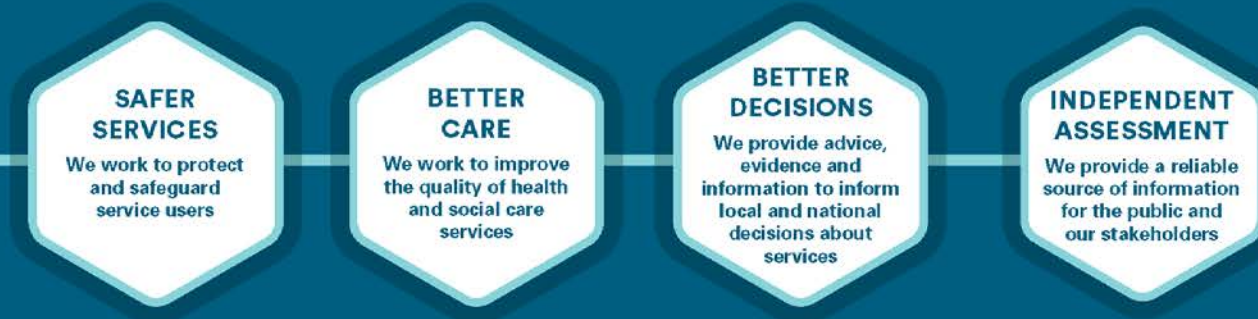 SAFER
SERVICES
We work to protect
and safeguard
service users
BETTER
CARE
We work to improve
the quality of health
and social care
services
BETTER
DECISIONS
We provide advice,
evidence and
information to inform
local and national
decisions about
services
INDEPENDENT
ASSESSMENT
We provide a reliable
source of information
for the public and
our stakeholders